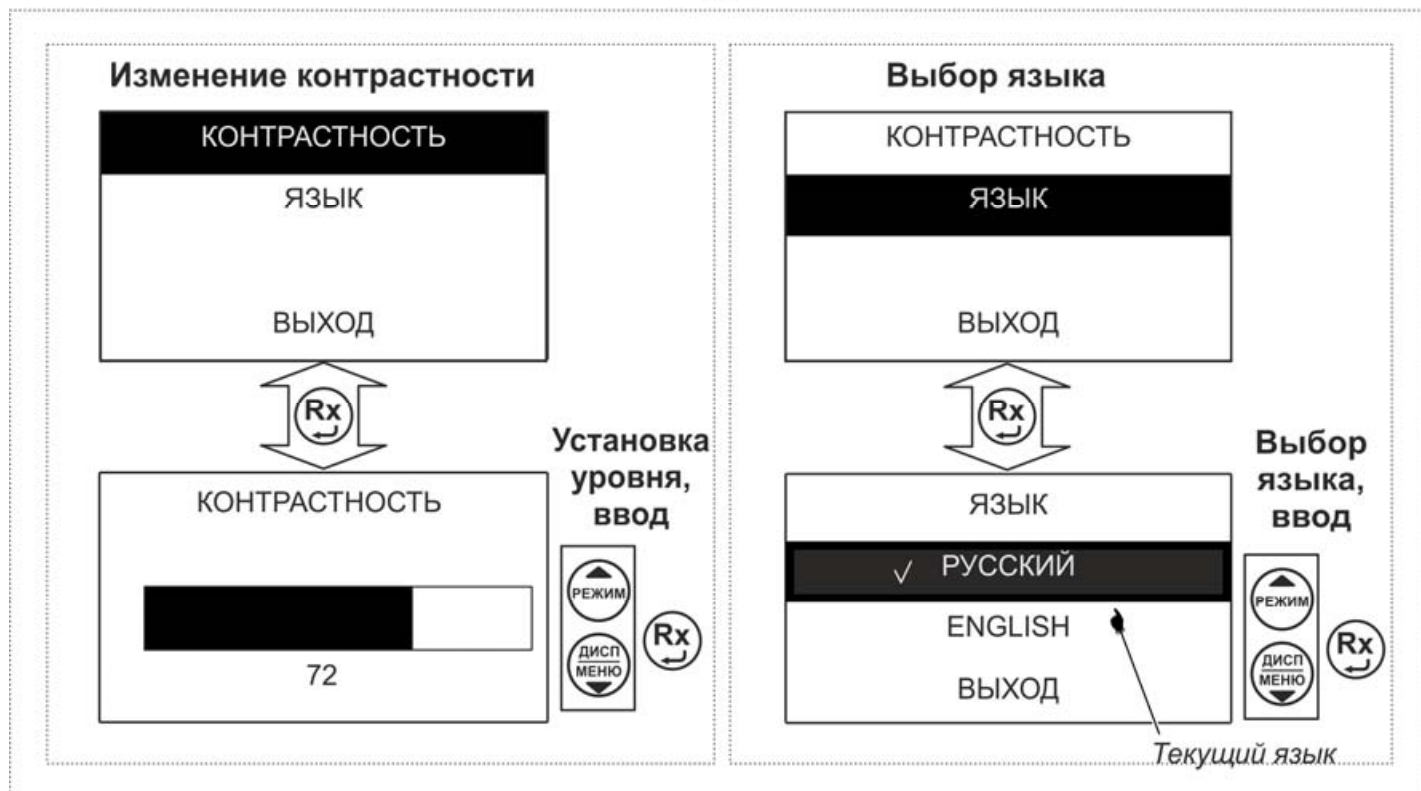 Изменение контрастности
КОНТРАСТНОСТЬ
ЯЗЫК
ВЫХОД
Rx
КОНТРАСТНОСТЬ
72
Установка
уровня,
ввод
РЕЖИМ
ДИСП
МЕНЮ
Rx
Выбор языка
КОНТРАСТНОСТЬ
ЯЗЫК
ВЫХОД
Rx
ЯЗЫК
✓ РУССКИЙ
ENGLISH
ВЫХОД
Выбор
языка,
ввод
РЕЖИМ
ДИСП
МЕНЮ
Rx
Текущий язык